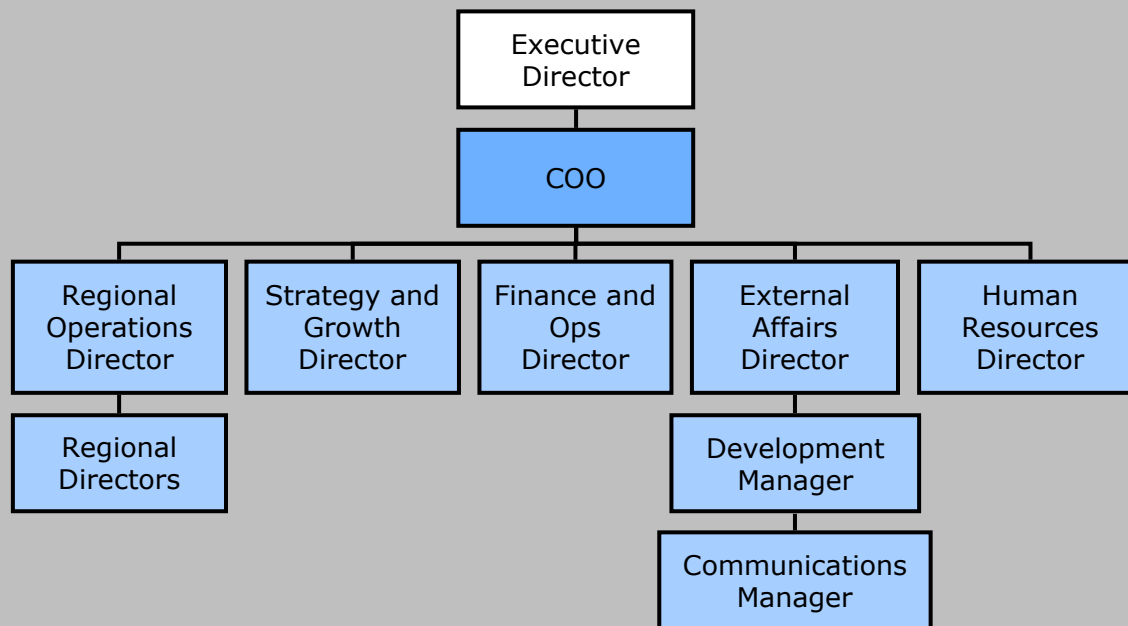 Executive
Director
COO
Regional
Operations
Director
Strategy and
Growth
Director
Finance and
Ops
Director
External
Affairs
Director
Human
Resources
Director
Regional
Directors
Development
Manager
Communications
Manager